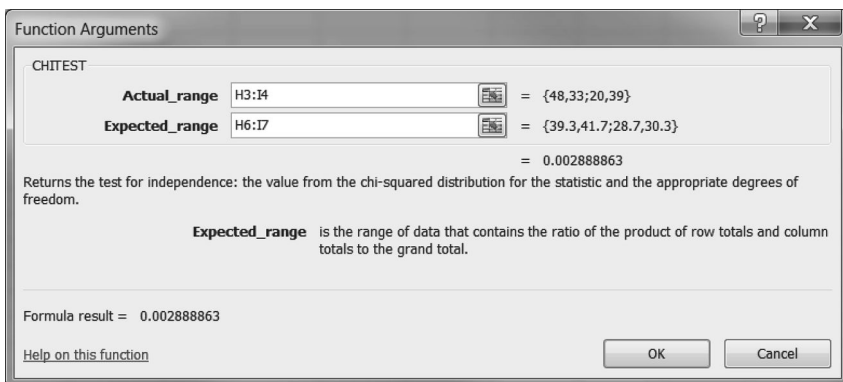 Function Arguments
CHITEST
Actual_range H3:I4 = {48,33;20,39}
Expected_range H6:I7 = {39.3,41.7;28.7,30.3}
= 0.002888863
Returns the test for independence: the value from the chi-squared distribution for the statistic and the appropriate degrees of
freedom.
Expected_range is the range of data that contains the ratio of the product of row totals and column
totals to the grand total.
Formula result = 0.002888863
Help on this function OK Cancel